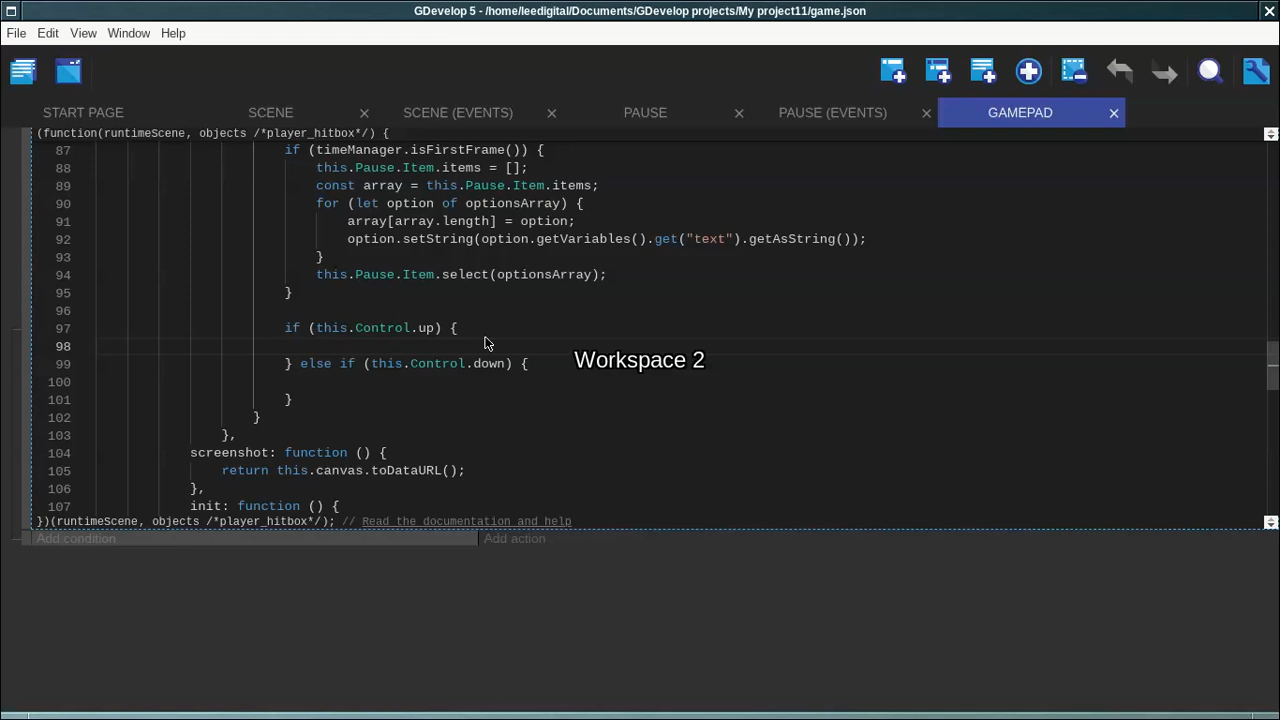 GDevelop 5 - /home/leedigital/Documents/GDevelop projects/My project11/game.json
File Edit View Window Help
START PAGE SCENE SCENE (EVENTS) PAUSE PAUSE (EVENTS) GAMEPAD
(function(runtimeScene, objects /*player_hitbox*/) {
87 if (timeManager.isFirstFrame()) {
88 this.Pause.Item.items = [];
89 const array = this.Pause.Item.items;
90 for (let option of optionsArray) {
91 array[array.length] = option;
92 option.setString(option.getVariables().get("text").getAsString());
93 }
94 this.Pause.Item.select(optionsArray);
95 }
96
97 if (this.Control.up) {
98
99 } else if (this.Control.down) {
Workspace 2
100
101 }
102 }
103 },
104 screenshot: function () {
105 return this.canvas.toDataURL();
106 },
107 init: function () {
})(runtimeScene, objects /*player_hitbox*/); // Read the documentation and help
Add condition Add action